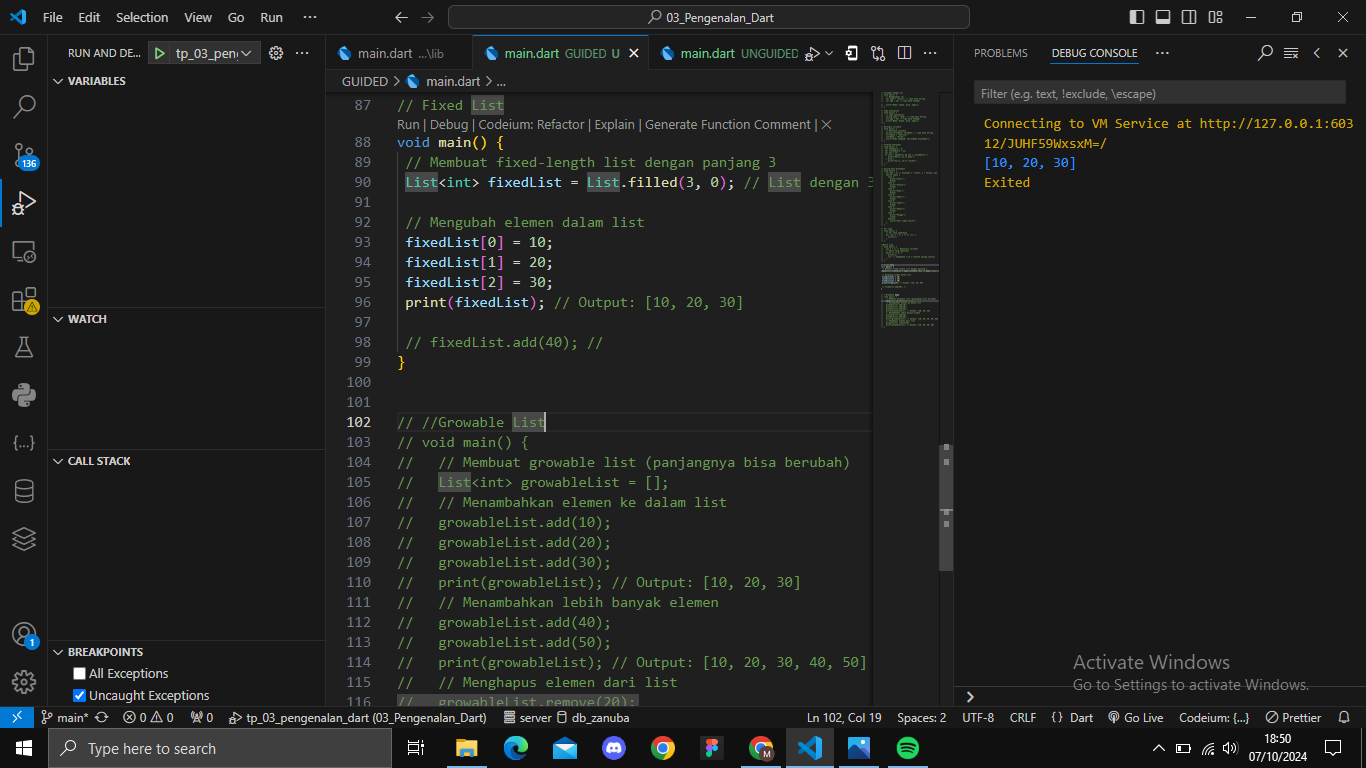 File Edit Selection View Go Run ··· 03_Pengenalan_Dart
RUN AND DE... tp_03_pen
main.dart ...\lib main.dart GUIDED U main.dart UNGUIDED
PROBLEMS DEBUG CONSOLE
VARIABLES
WATCH
CALL STACK
BREAKPOINTS
All Exceptions
Uncaught Exceptions
136
1
GUIDED > main.dart > ...
87 // Fixed List
Run | Debug | Codeium: Refactor | Explain | Generate Function Comment | ×
88 void main() {
89 // Membuat fixed-length list dengan panjang 3
90 List<int> fixedList = List.filled(3, 0); // List dengan 3
91
92 // Mengubah elemen dalam list
93 fixedList[0] = 10;
94 fixedList[1] = 20;
95 fixedList[2] = 30;
96 print(fixedList); // Output: [10, 20, 30]
97
98 // fixedList.add(40); //
99 }
100
101
102 // //Growable List
103 // void main() {
104 // // Membuat growable list (panjangnya bisa berubah)
105 // List<int> growableList = [];
106 // // Menambahkan elemen ke dalam list
107 // growableList.add(10);
108 // growableList.add(20);
109 // growableList.add(30);
110 // print(growableList); // Output: [10, 20, 30]
111 // // Menambahkan lebih banyak elemen
112 // growableList.add(40);
113 // growableList.add(50);
114 // print(growableList); // Output: [10, 20, 30, 40, 50]
115 // // Menghapus elemen dari list
116 // growableList.remove(20);
Filter (e.g. text, !exclude, \escape)
Connecting to VM Service at http://127.0.0.1:603
12/JUHF59WxsxM=/
[10, 20, 30]
Exited
Activate Windows
Go to Settings to activate Windows.
main* 0 0 0 tp_03_pengenalan_dart (03_Pengenalan_Dart) server db_zanuba Ln 102, Col 19 Spaces: 2 UTF-8 CRLF { } Dart Go Live Codeium: {...} Prettier
Type here to search
18:50
07/10/2024